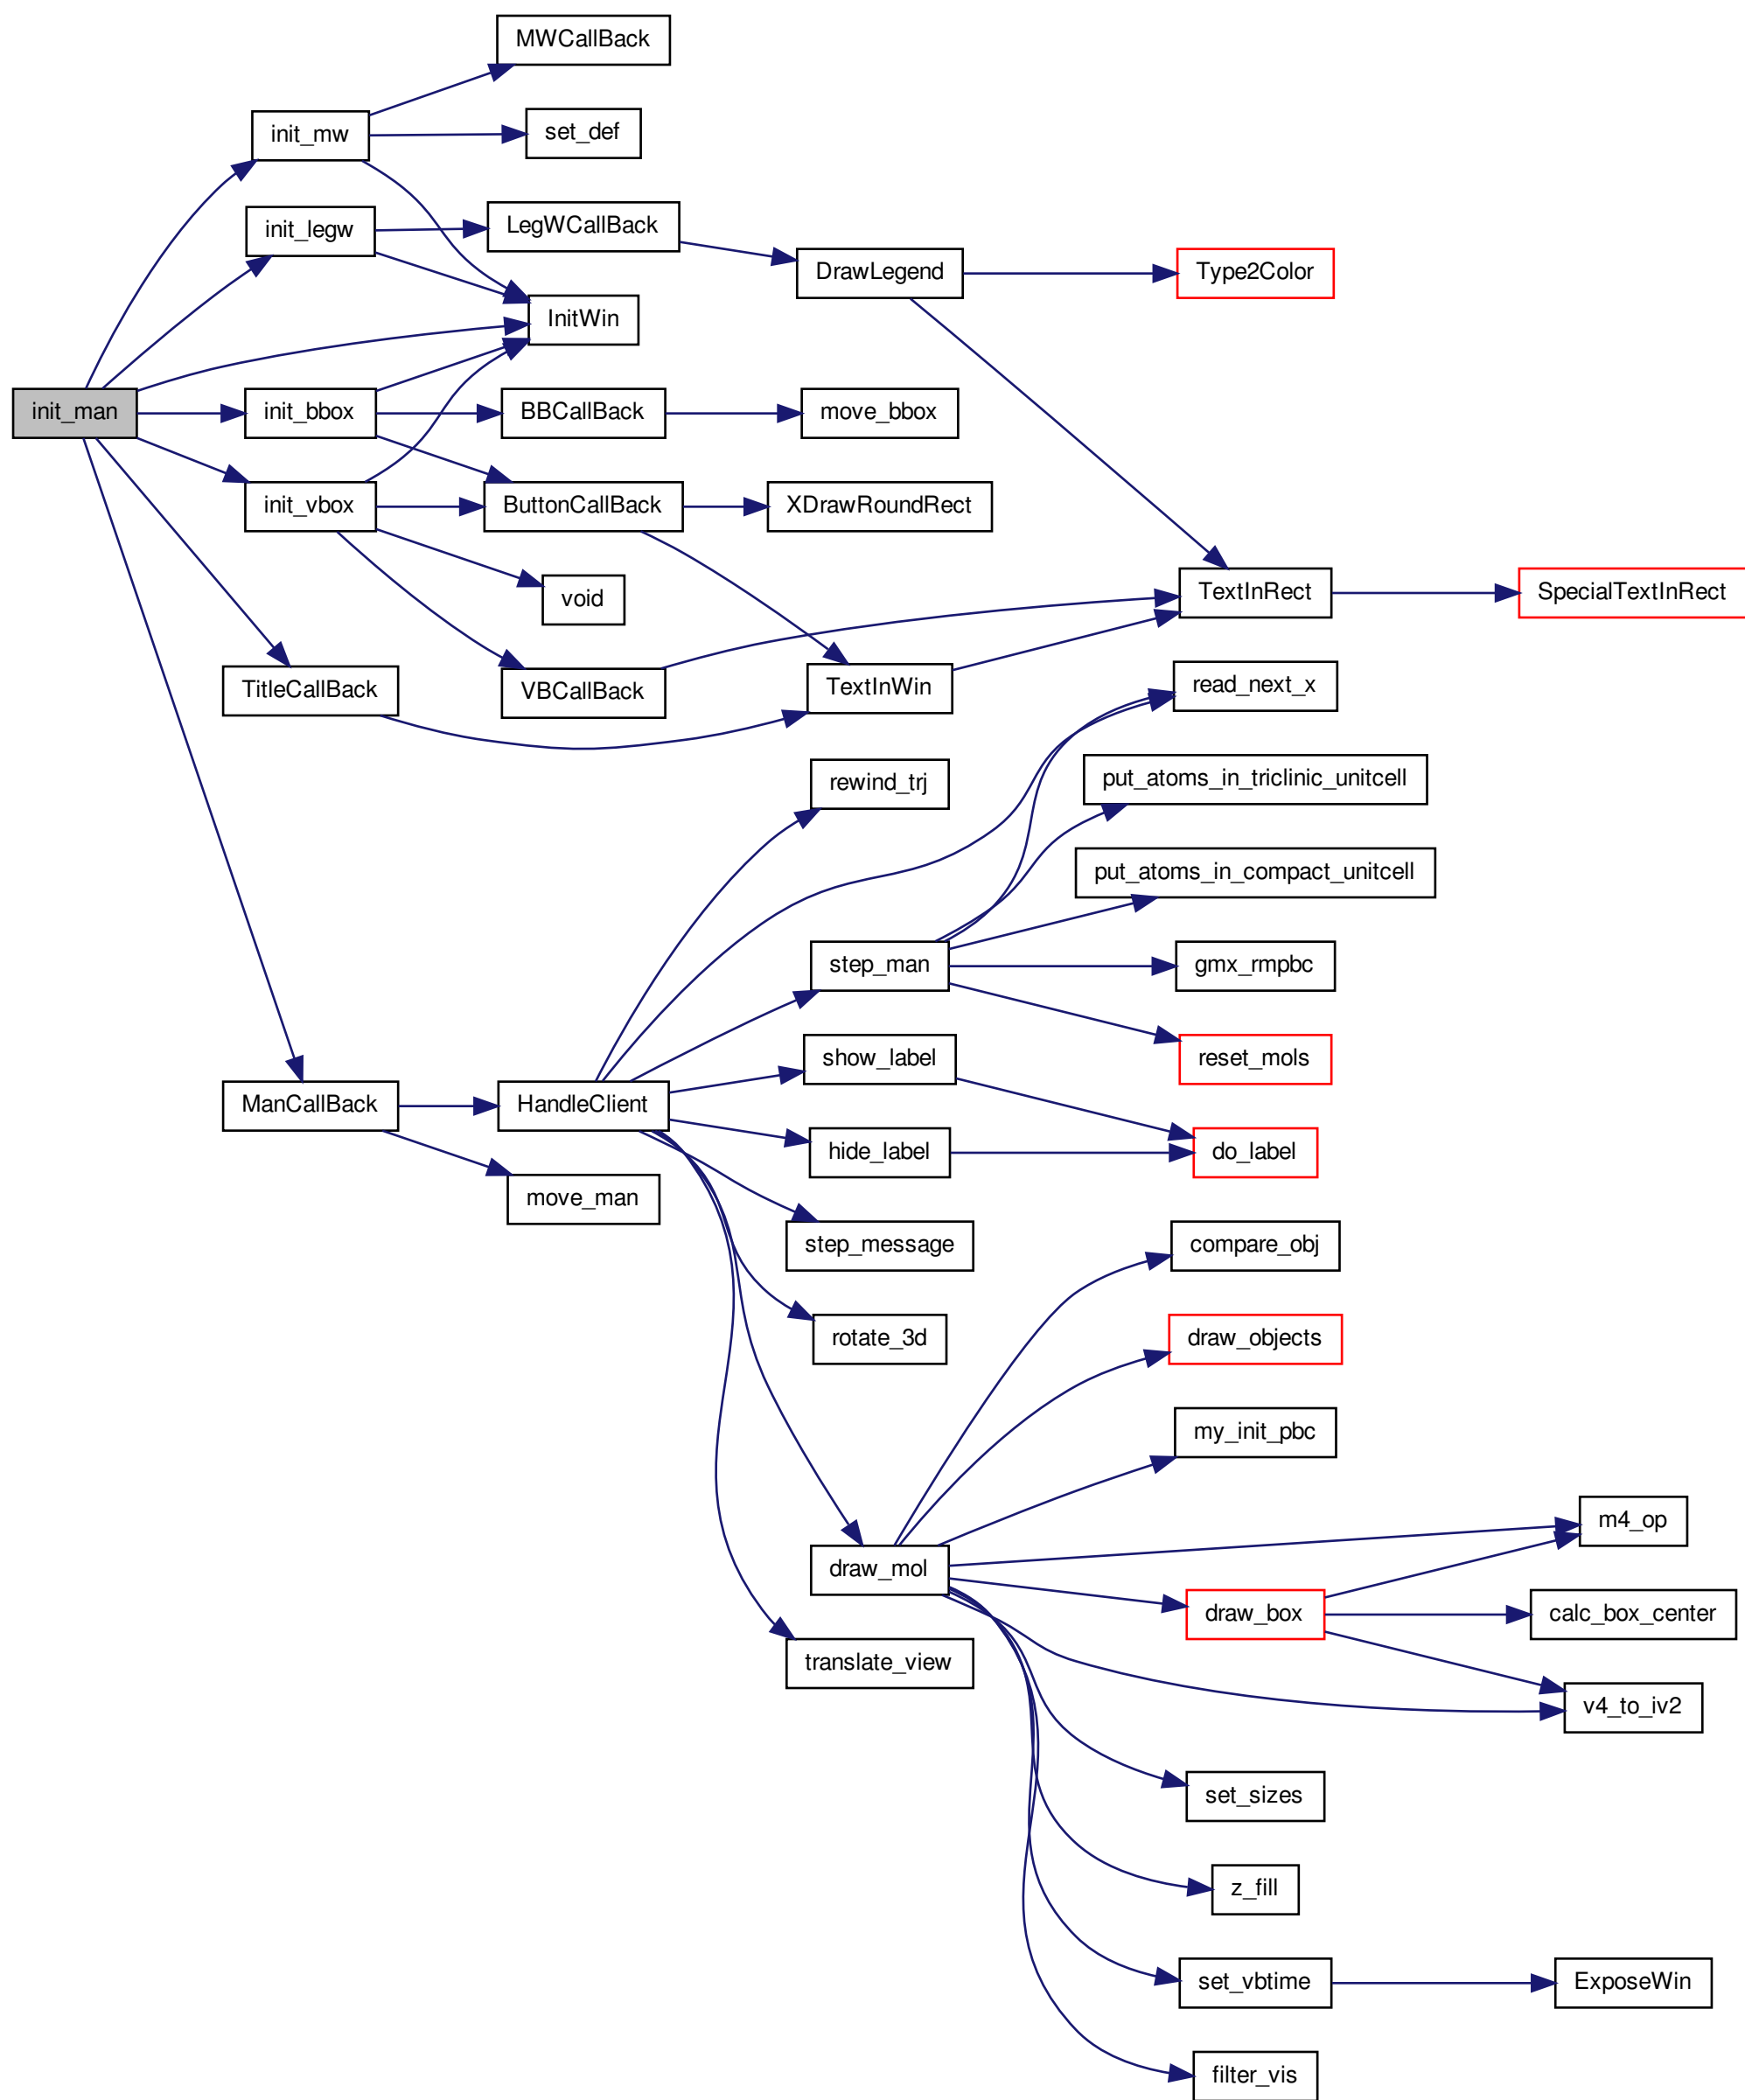 MWCallBack
init_mw
set_def
init_legw
LegWCallBack
DrawLegend
Type2Color
InitWin
init_man
init_bbox
BBCallBack
move_bbox
init_vbox
ButtonCallBack
XDrawRoundRect
void
TextInRect
SpecialTextInRect
TitleCallBack
VBCallBack
TextInWin
read_next_x
rewind_trj
put_atoms_in_triclinic_unitcell
put_atoms_in_compact_unitcell
step_man
gmx_rmpbc
show_label
reset_mols
ManCallBack
HandleClient
hide_label
do_label
move_man
step_message
compare_obj
rotate_3d
draw_objects
my_init_pbc
m4_op
draw_mol
draw_box
calc_box_center
translate_view
v4_to_iv2
set_sizes
z_fill
set_vbtime
ExposeWin
filter_vis